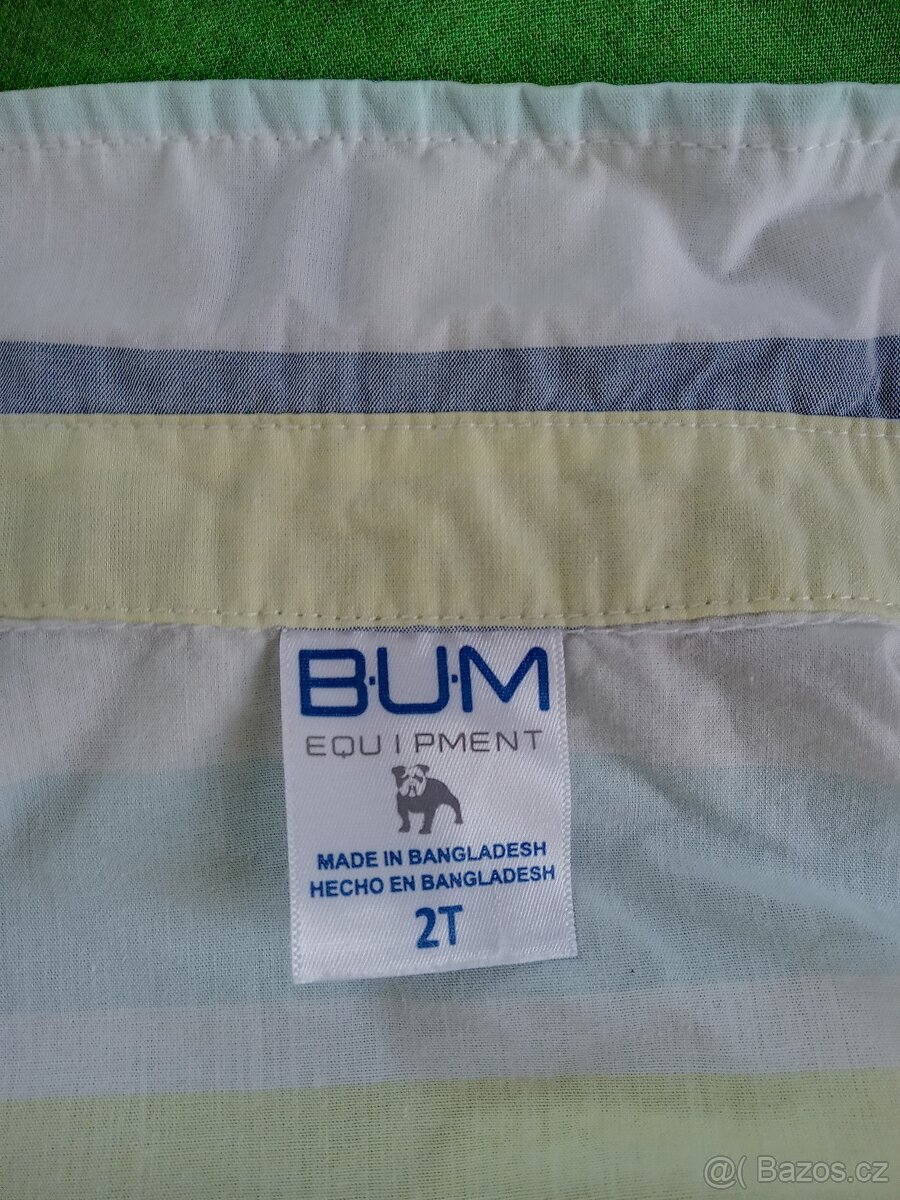 B·U·M
EQUIPMENT
MADE IN BANGLADESH
HECHO EN BANGLADESH
2T
@( Bazos.cz